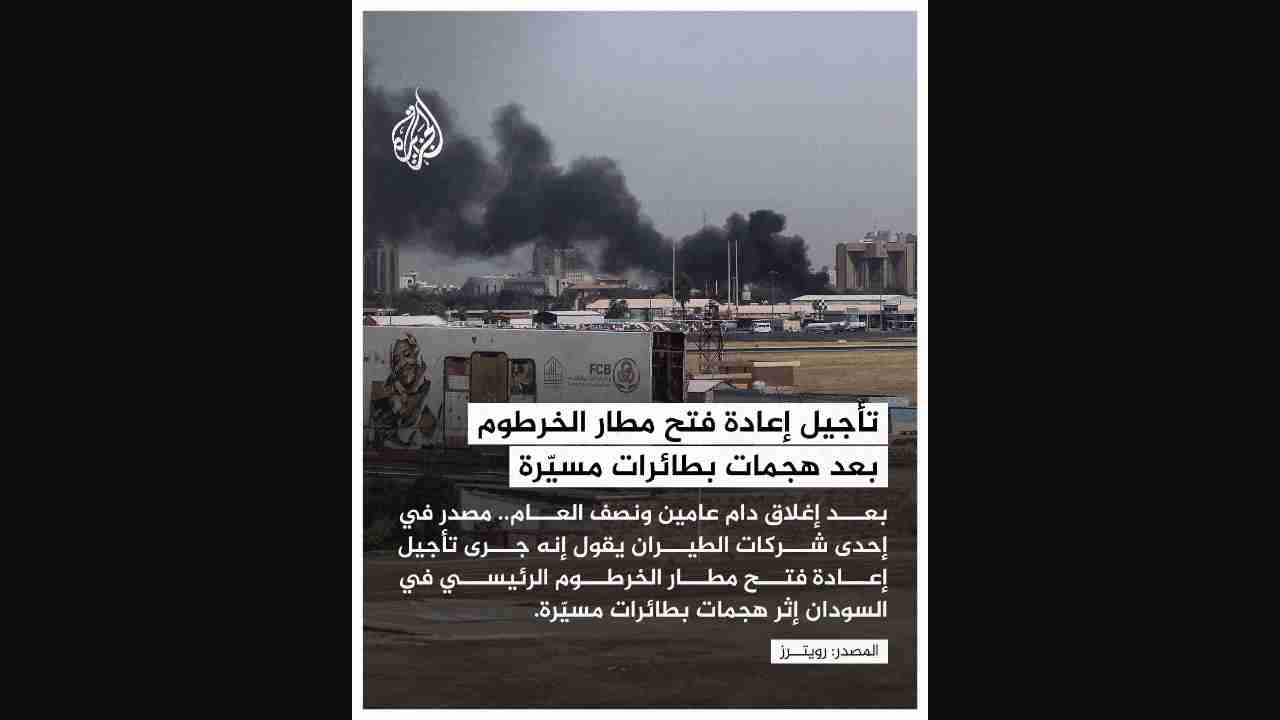 الجزيرة
FCB
تأجيل إعادة فتح مطار الخرطوم
بعد هجمات بطائرات مسيّرة
بعد إغلاق دام عامين ونصف العام.. مصدر في
إحدى شركات الطيران يقول إنه جرى تأجيل
إعادة فتح مطار الخرطوم الرئيسي في
السودان إثر هجمات بطائرات مسيّرة.
المصدر: رويترز